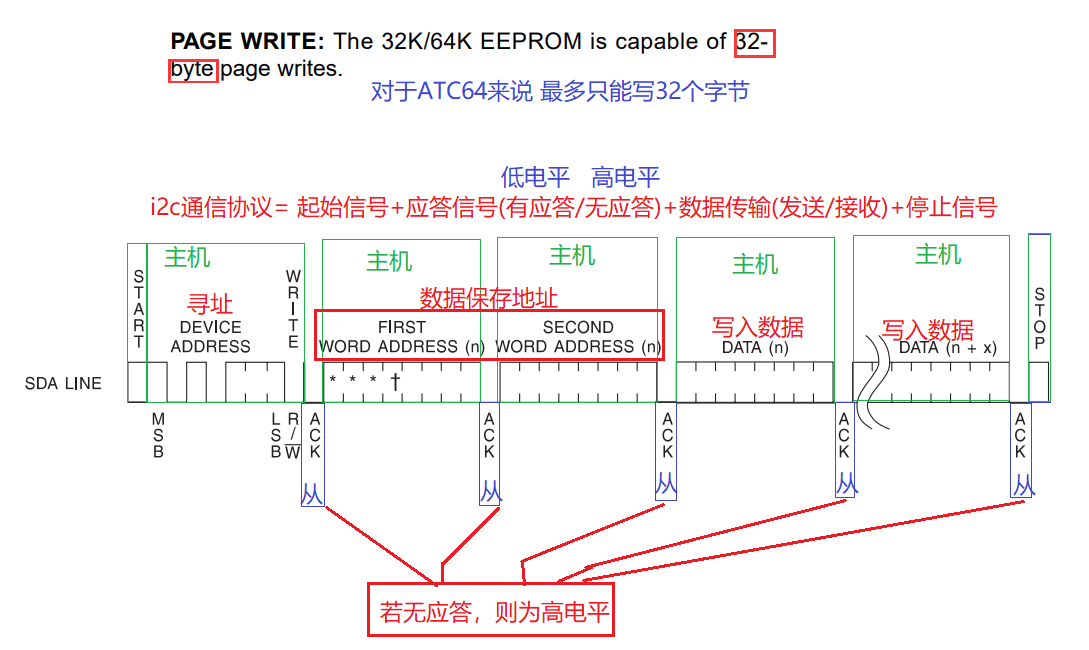 PAGE WRITE: The 32K/64K EEPROM is capable of 32-
byte page writes.
对于ATC64来说 最多只能写32个字节
低电平 高电平
i2c通信协议= 起始信号+应答信号(有应答/无应答)+数据传输(发送/接收)+停止信号
START
主机
寻址
DEVICE
ADDRESS
WRITE
主机
主机
数据保存地址
FIRST
WORD ADDRESS (n)
SECOND
WORD ADDRESS (n)
主机
写入数据
DATA (n)
主机
写入数据
DATA (n + x)
STOP
SDA LINE
* * * †
MSB
LSB
R/W
ACK
ACK
ACK
ACK
ACK
从
从
从
从
从
若无应答，则为高电平